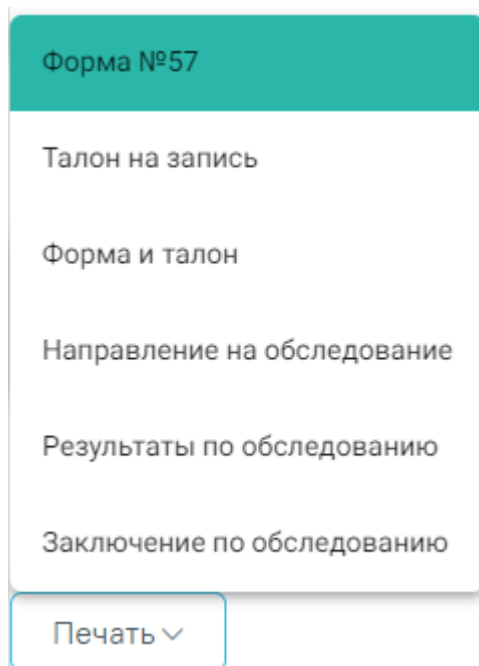 Форма №57
Талон на запись
Форма и талон
Направление на обследование
Результаты по обследованию
Заключение по обследованию
Печать